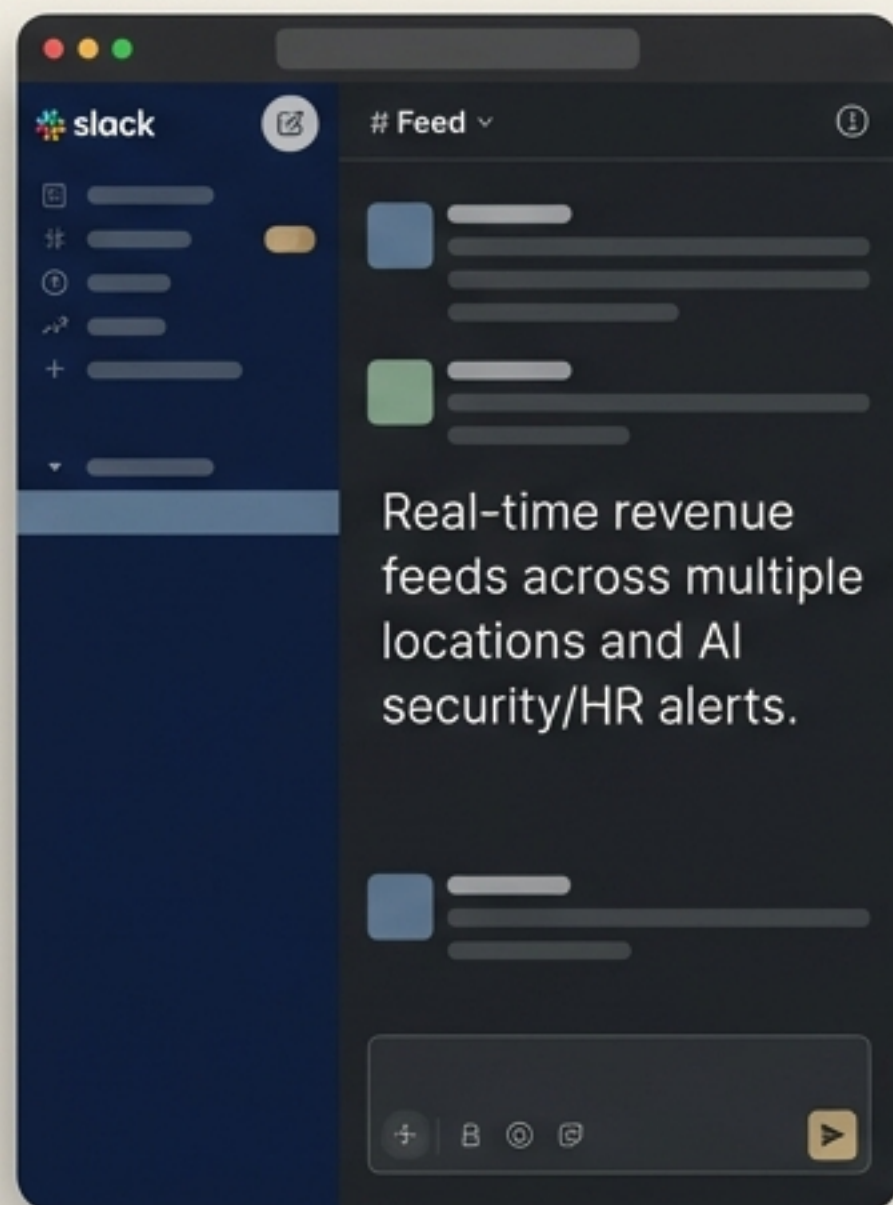 slack
# Feed
Real-time revenue
feeds across multiple
locations and AI
security/HR alerts.